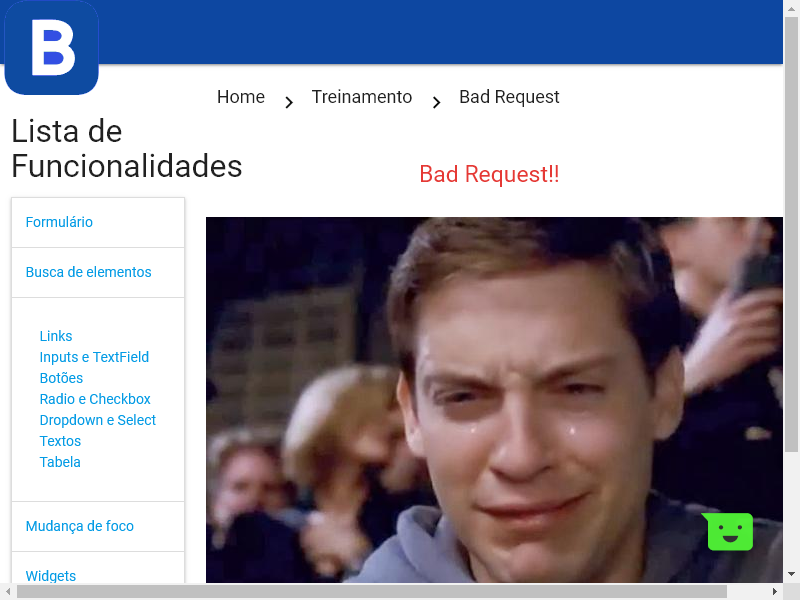 B
Home
Treinamento
Bad Request
Lista de
Funcionalidades
Bad Request!!
Formulário
Busca de elementos
Links
Inputs e TextField
Botões
Radio e Checkbox
Dropdown e Select
Textos
Tabela
Mudança de foco
Widgets